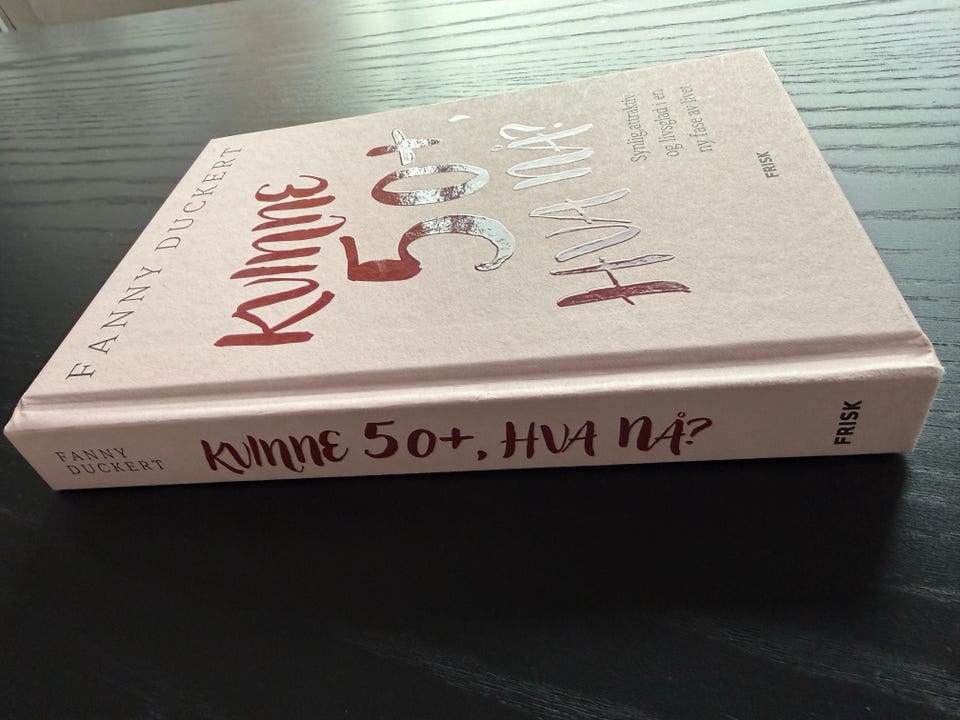 FANNY DUCKERT
KVINNE
50+,
HVA NÅ?
Synlig, attraktiv
og livsglad i en
ny fase av livet
FRISK
FANNY
DUCKERT
KVINNE 50+, HVA NÅ?
FRISK